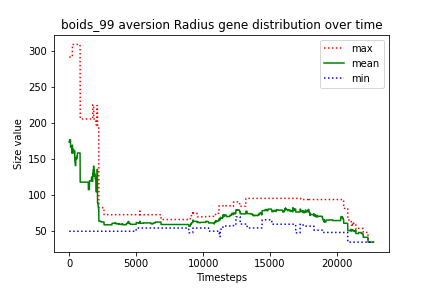 boids_99 aversion Radius gene distribution over time
300
250
200
150
100
50
Size value
max
mean
min
0
5000
10000
15000
20000
Timesteps